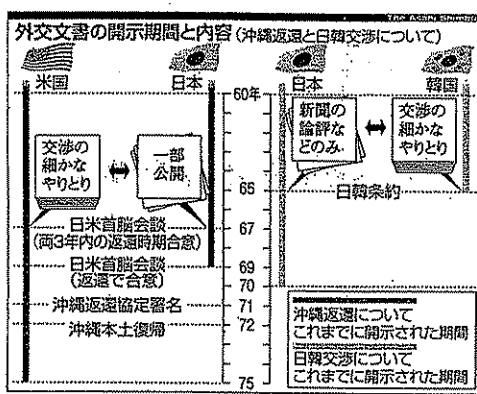 The Asahi Shimbun
外交文書の開示期間と内容(沖縄返還と日韓交渉について)
米国
日本
日本
韓国
60年
交渉の
細かな
やりとり
一部
公開
新聞の
論評な
どのみ
交渉の
細かな
やりとり
65
日韓条約
日米首脳会談
(両3年内の返還時期合意)
67
日米首脳会談
(返還で合意)
69
70
沖縄返還協定署名
71
沖縄本土復帰
72
75
沖縄返還について
これまでに開示された期間
日韓交渉について
これまでに開示された期間